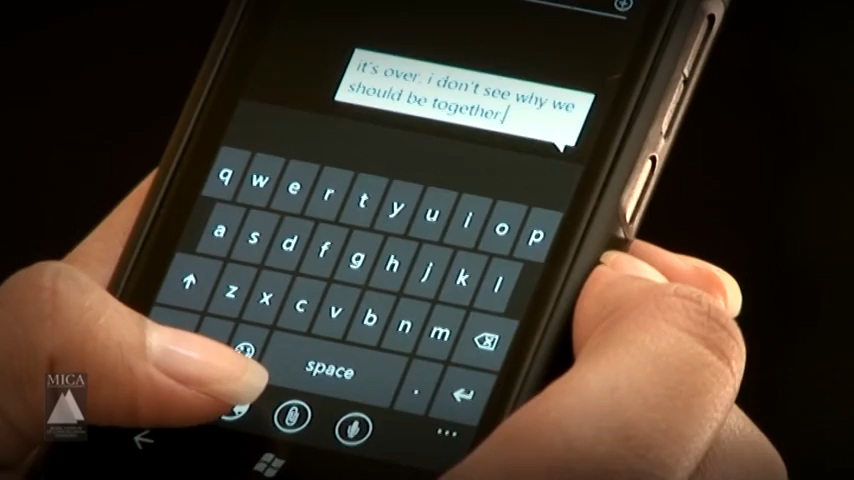 it's over. i don't see why we
should be together.
q w e r t y u i o p
a s d f g h j k l
z x c v b n m
space .
MICA